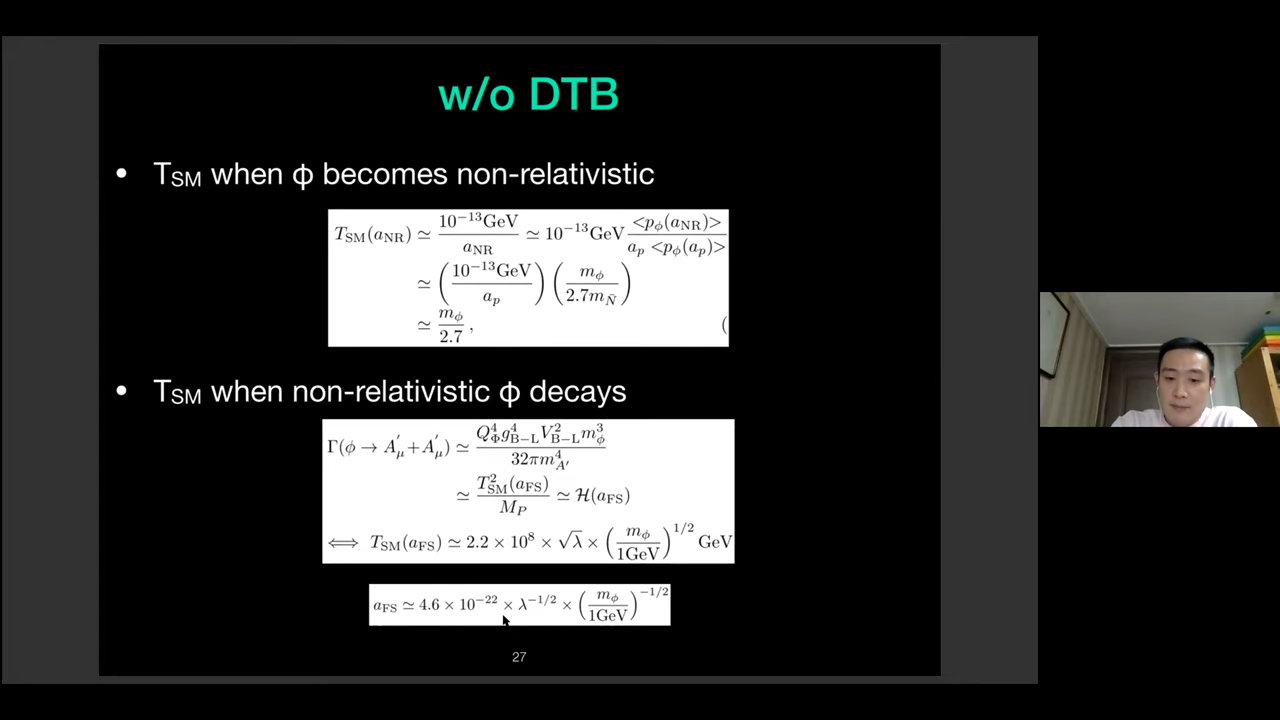 w/o DTB
• T_SM when ϕ becomes non-relativistic
T_SM(a_NR) ≃ 10^−13GeV / a_NR ≃ 10^−13GeV <p_ϕ(a_NR)> / a_p <p_ϕ(a_p)>
≃ (10^−13GeV / a_p) (m_ϕ / 2.7m_N̄)
≃ m_ϕ / 2.7 , (
• T_SM when non-relativistic ϕ decays
Γ(ϕ → A'_μ + A'_μ) ≃ Q_Φ^4 g_B−L^4 V_B−L^2 m_ϕ^3 / 32πm_A'^4
≃ T_SM^2(a_FS) / M_P ≃ ℋ(a_FS)
⟺ T_SM(a_FS) ≃ 2.2 × 10^8 × √λ × (m_ϕ / 1GeV)^1/2 GeV
a_FS ≃ 4.6 × 10^−22 × λ^−1/2 × (m_ϕ / 1GeV)^−1/2
27